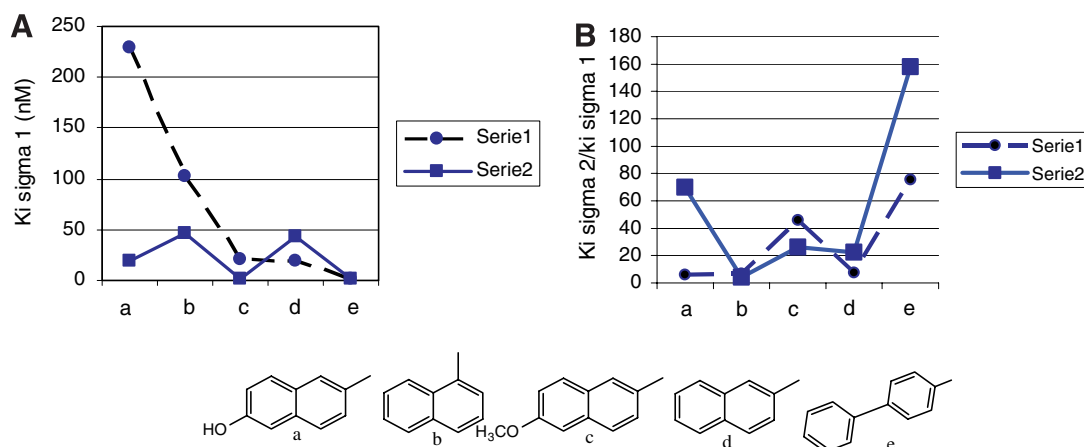 A
Ki sigma 1 (nM)
250
200
150
100
50
0
a b c d e
Serie1
Serie2
B
Ki sigma 2/ki sigma 1
180
160
140
120
100
80
60
40
20
0
a b c d e
Serie1
Serie2
HO
a
b
H3CO
c
d
e